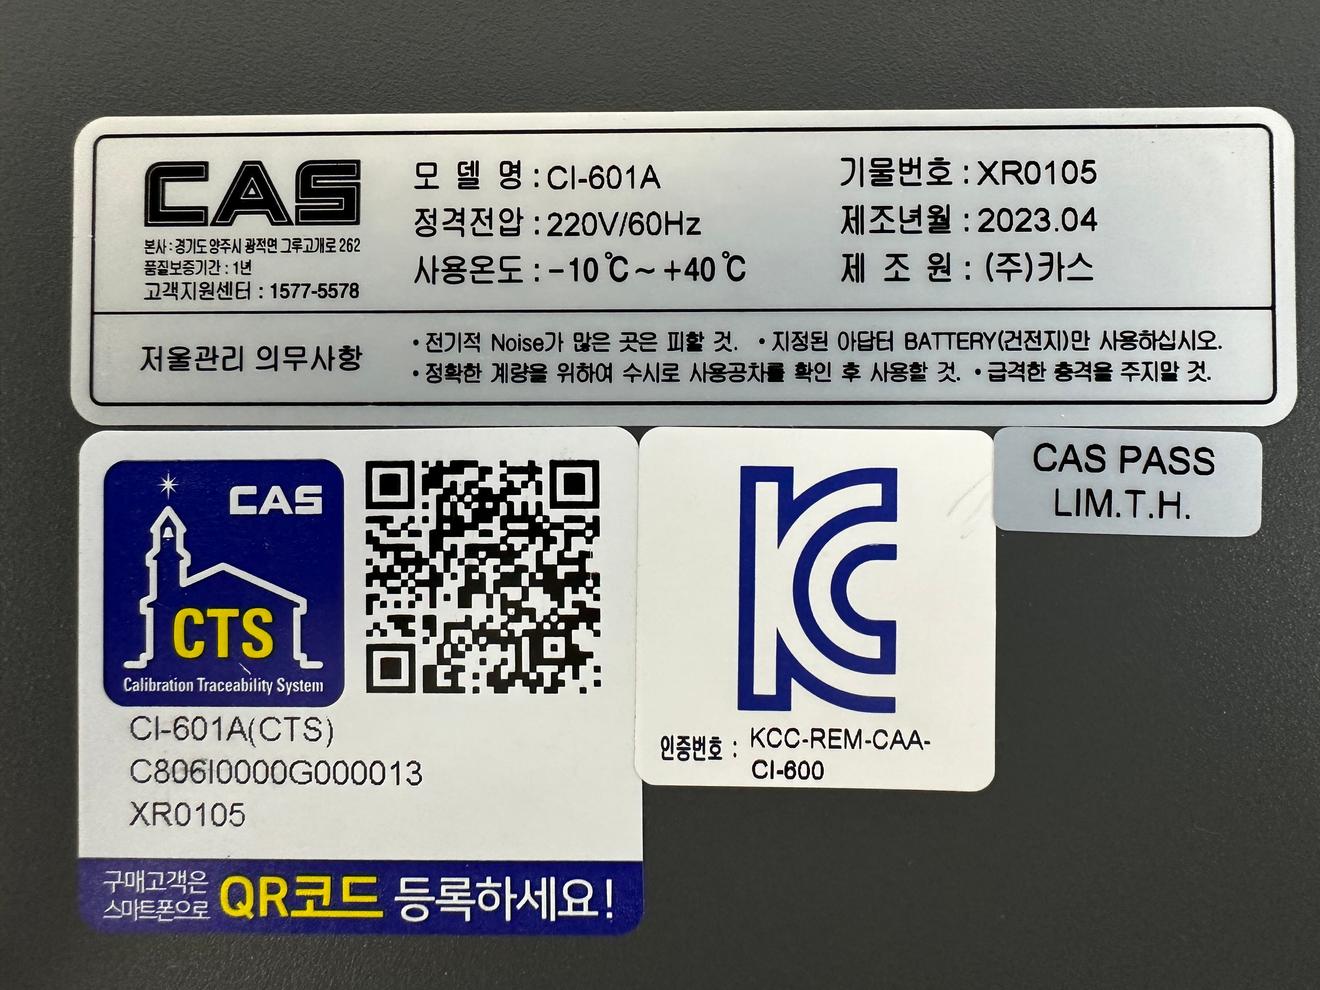 CAS
본사 : 경기도 양주시 광적면 그루고개로 262
품질보증기간 : 1년
고객지원센터 : 1577-5578
모 델 명 : CI-601A
정격전압 : 220V/60Hz
사용온도 : -10℃ ~ +40℃
기물번호 : XR0105
제조년월 : 2023.04
제 조 원 : (주)카스
저울관리 의무사항
• 전기적 Noise가 많은 곳은 피할 것. • 지정된 아답터 BATTERY(건전지)만 사용하십시오.
• 정확한 계량을 위하여 수시로 사용공차를 확인 후 사용할 것. • 급격한 충격을 주지말 것.
CAS
CTS
Calibration Traceability System
CI-601A(CTS)
C806I0000G000013
XR0105
구매고객은
스마트폰으로
QR코드 등록하세요!
KC
인증번호 : KCC-REM-CAA-
CI-600
CAS PASS
LIM.T.H.